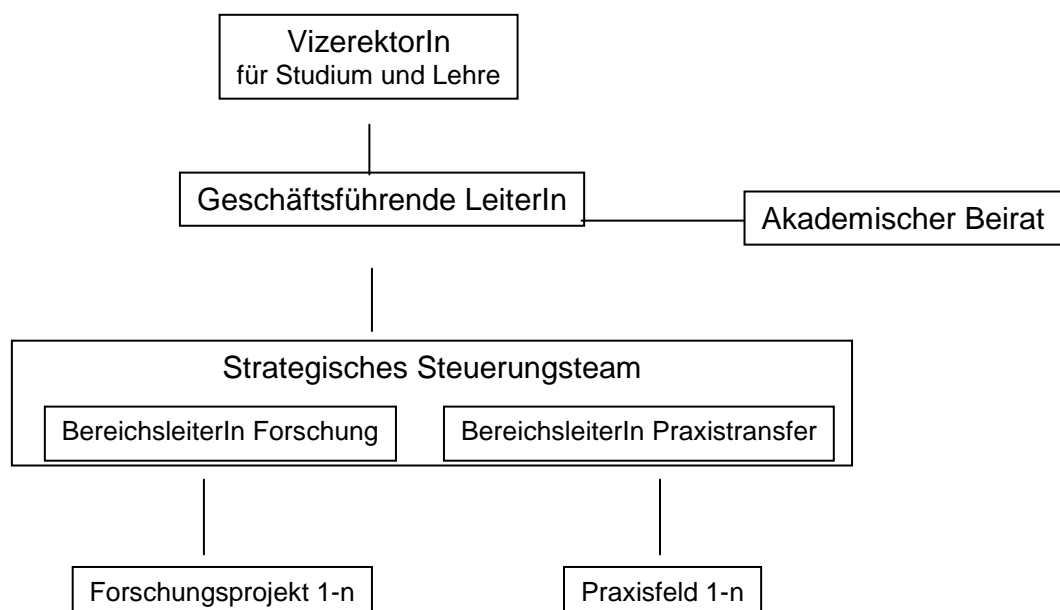 VizerektorIn
für Studium und Lehre
Geschäftsführende LeiterIn
Akademischer Beirat
Strategisches Steuerungsteam
BereichsleiterIn Forschung
BereichsleiterIn Praxistransfer
Forschungsprojekt 1-n
Praxisfeld 1-n